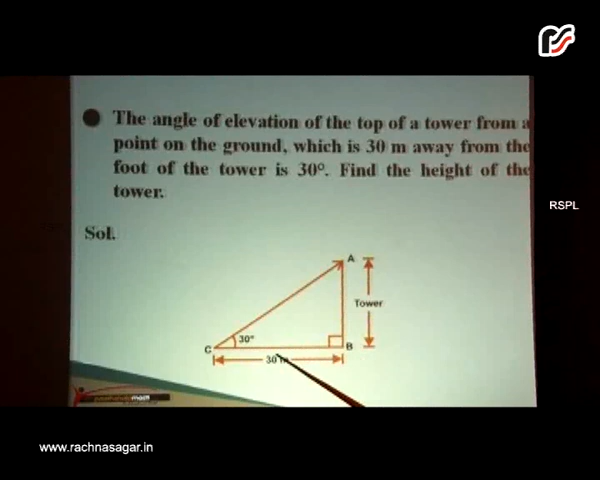 The angle of elevation of the top of a tower from a
point on the ground, which is 30 m away from the
foot of the tower is 30°. Find the height of the
tower.
RSPL
Sol.
A
Tower
30°
C
B
30 m
www.rachnasagar.in